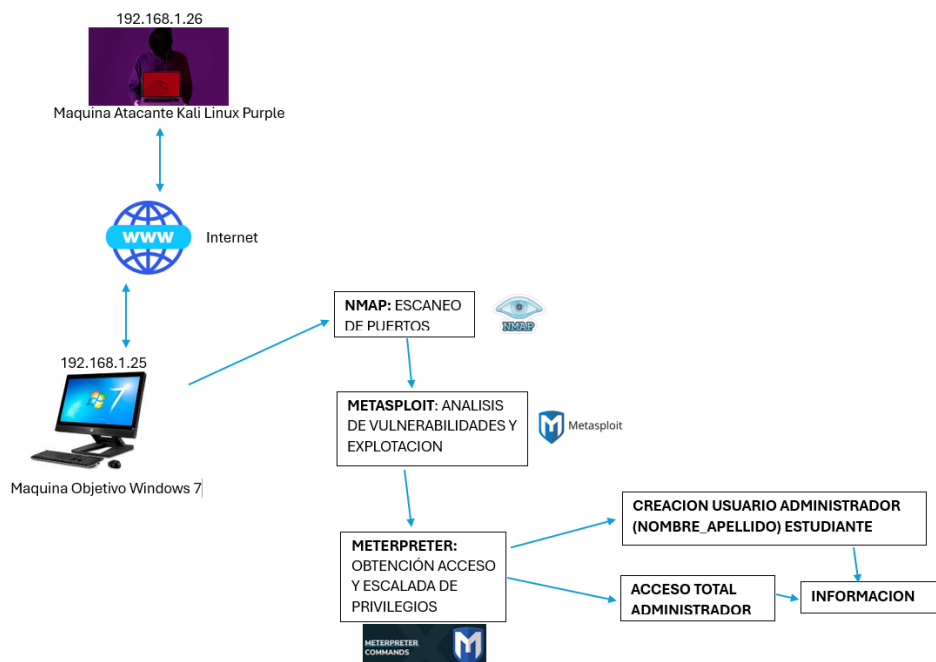 192.168.1.26
Maquina Atacante Kali Linux Purple
WWW
Internet
192.168.1.25
7
Maquina Objetivo Windows 7
NMAP: ESCANEO
DE PUERTOS
NMAP
METASPLOIT: ANALISIS
DE VULNERABILIDADES Y
EXPLOTACION
M
Metasploit
METERPRETER:
OBTENCIÓN ACCESO
Y ESCALADA DE
PRIVILEGIOS
METERPRETER
COMMANDS
M
CREACION USUARIO ADMINISTRADOR
(NOMBRE_APELLIDO) ESTUDIANTE
ACCESO TOTAL
ADMINISTRADOR
INFORMACION